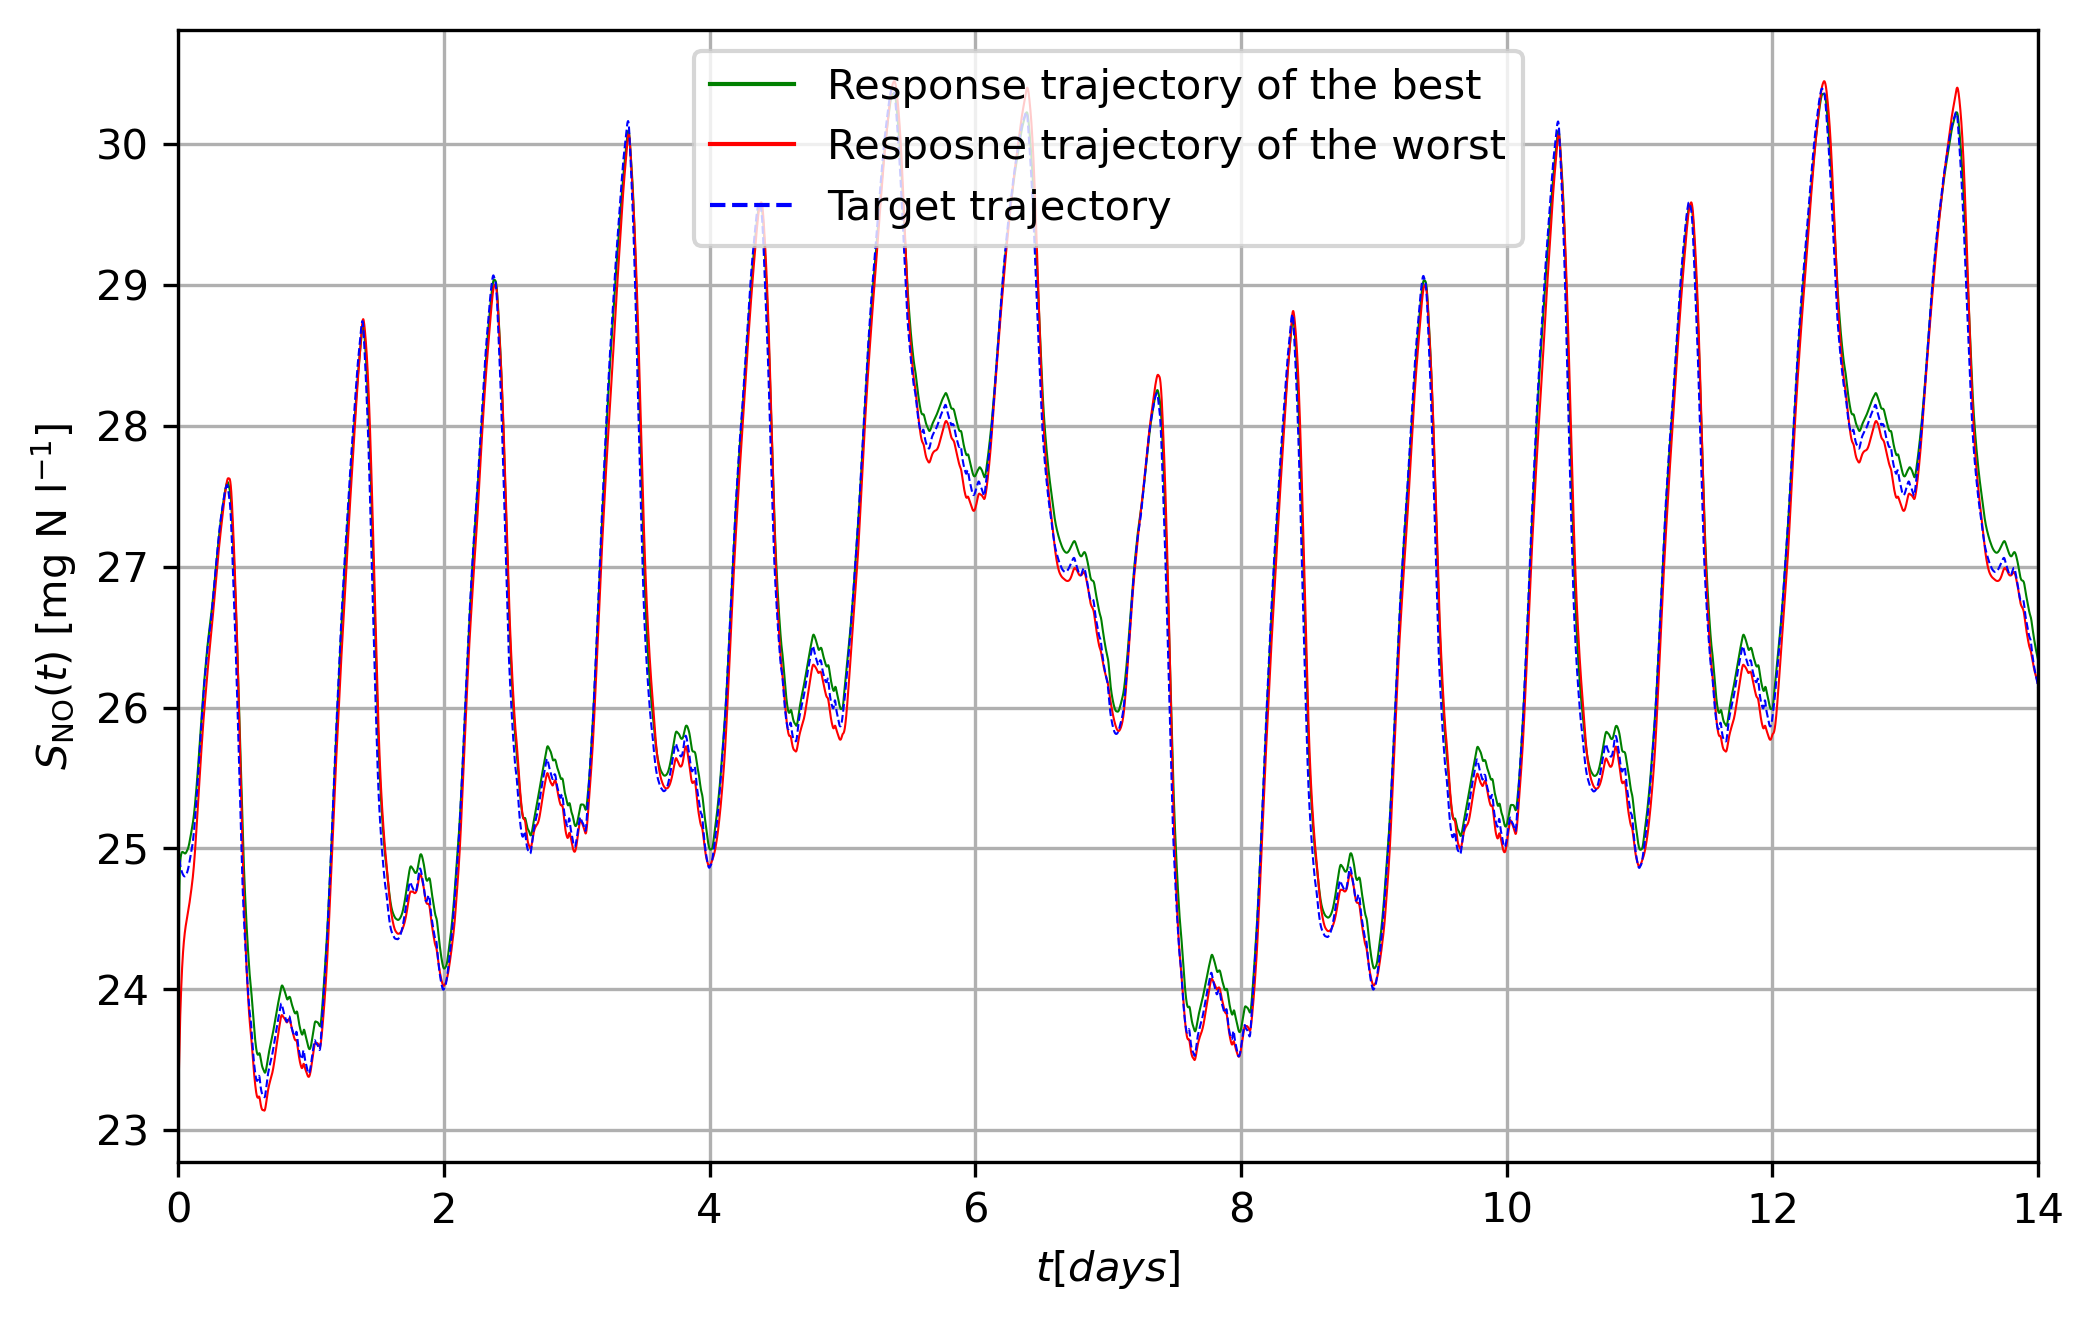 Response trajectory of the best
Resposne trajectory of the worst
Target trajectory
30
29
28
27
26
25
24
23
S_NO(t) [mg N l⁻¹]
0 2 4 6 8 10 12 14
t[days]